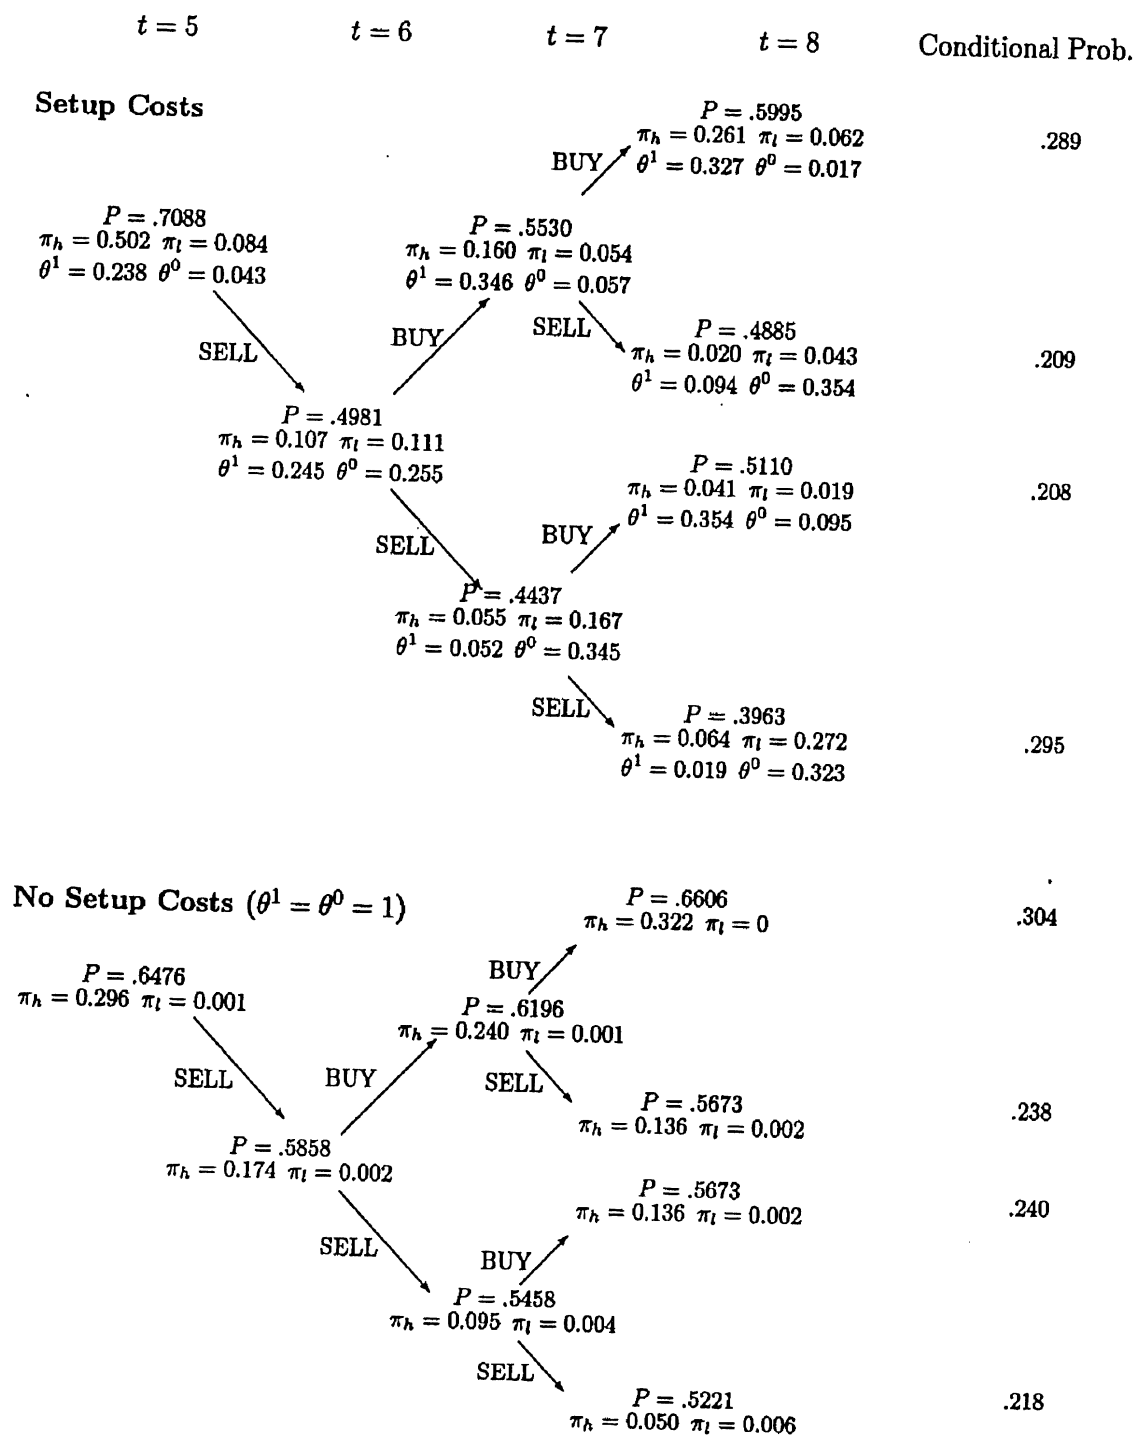 t = 5 t = 6 t = 7 t = 8 Conditional Prob.
Setup Costs
P = .5995
π_h = 0.261 π_l = 0.062 .289
θ^1 = 0.327 θ^0 = 0.017
BUY
P = .7088
π_h = 0.502 π_l = 0.084
θ^1 = 0.238 θ^0 = 0.043
P = .5530
π_h = 0.160 π_l = 0.054
θ^1 = 0.346 θ^0 = 0.057
SELL
BUY
SELL
P = .4885
π_h = 0.020 π_l = 0.043 .209
θ^1 = 0.094 θ^0 = 0.354
P = .4981
π_h = 0.107 π_l = 0.111
θ^1 = 0.245 θ^0 = 0.255
P = .5110
π_h = 0.041 π_l = 0.019 .208
θ^1 = 0.354 θ^0 = 0.095
SELL
BUY
P = .4437
π_h = 0.055 π_l = 0.167
θ^1 = 0.052 θ^0 = 0.345
SELL
P = .3963
π_h = 0.064 π_l = 0.272 .295
θ^1 = 0.019 θ^0 = 0.323
No Setup Costs (θ^1 = θ^0 = 1)
P = .6606
π_h = 0.322 π_l = 0 .304
BUY
P = .6476
π_h = 0.296 π_l = 0.001
P = .6196
π_h = 0.240 π_l = 0.001
SELL
BUY
SELL
P = .5673
π_h = 0.136 π_l = 0.002 .238
P = .5858
π_h = 0.174 π_l = 0.002
P = .5673
π_h = 0.136 π_l = 0.002 .240
SELL
BUY
P = .5458
π_h = 0.095 π_l = 0.004
SELL
P = .5221
π_h = 0.050 π_l = 0.006 .218